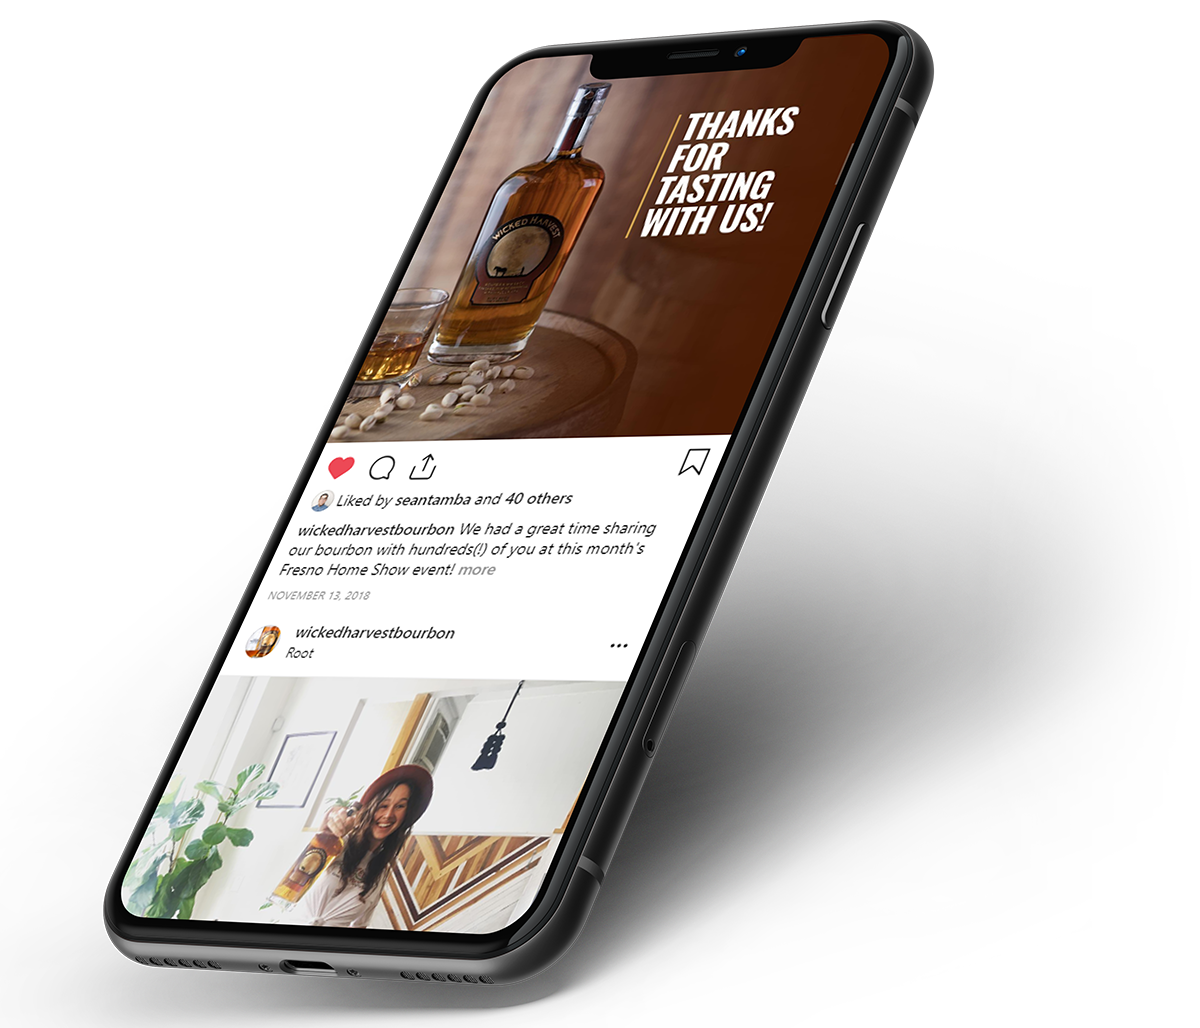 THANKS
FOR
TASTING
WITH US!
WICKED HARVEST
Liked by seantamba and 40 others
wickedharvestbourbon We had a great time sharing
our bourbon with hundreds(!) of you at this month's
Fresno Home Show event! more
NOVEMBER 13, 2018
wickedharvestbourbon
Root